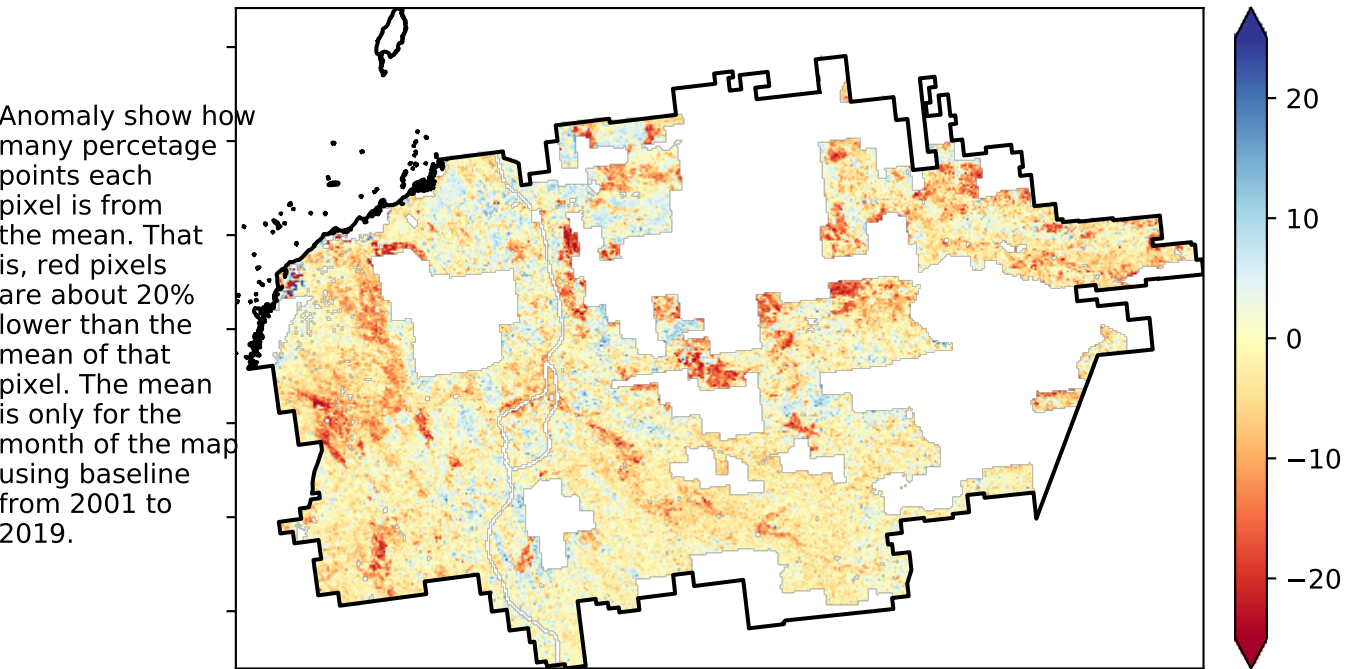 Anomaly show how
many percetage
points each
pixel is from
the mean. That
is, red pixels
are about 20%
lower than the
mean of that
pixel. The mean
is only for the
month of the map
using baseline
from 2001 to
2019.
20
10
0
−10
−20